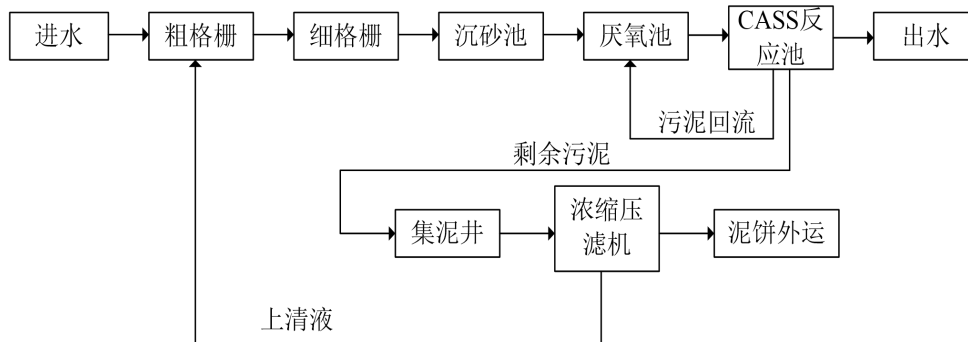 进水
粗格栅
细格栅
沉砂池
厌氧池
CASS反
应池
出水
污泥回流
剩余污泥
集泥井
浓缩压
滤机
泥饼外运
上清液